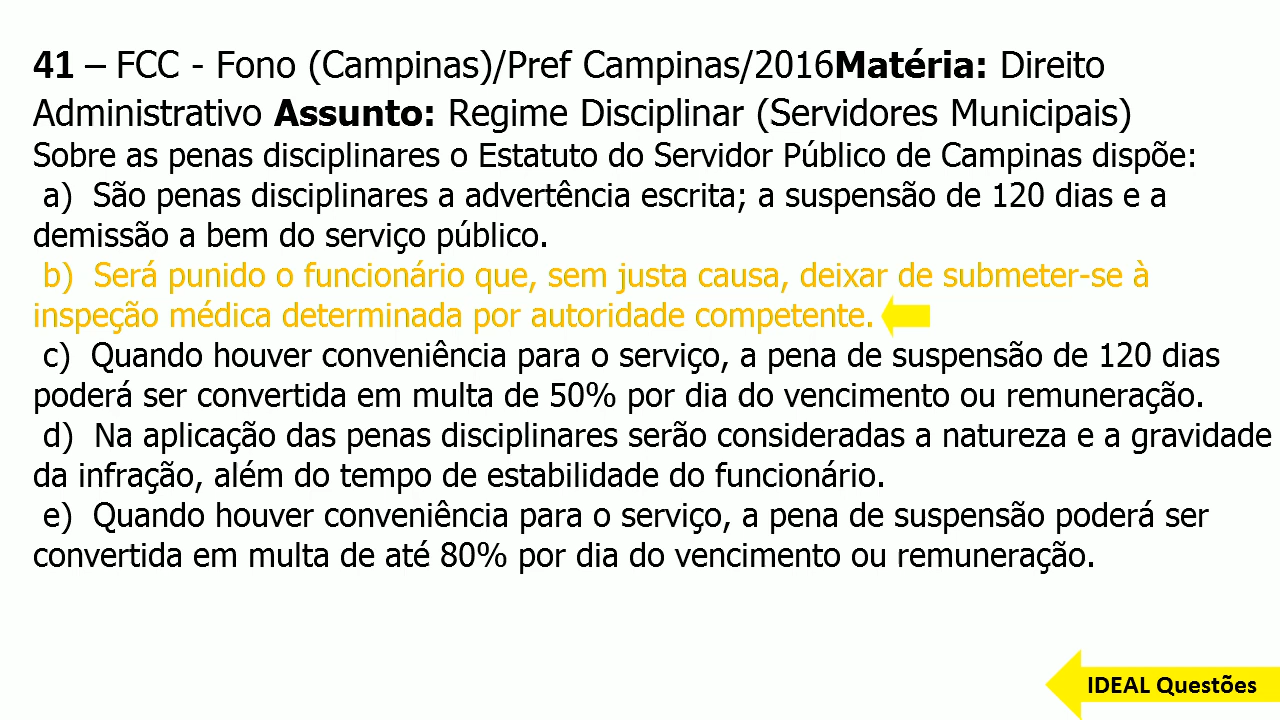 41 – FCC - Fono (Campinas)/Pref Campinas/2016Matéria: Direito
Administrativo Assunto: Regime Disciplinar (Servidores Municipais)
Sobre as penas disciplinares o Estatuto do Servidor Público de Campinas dispõe:
a) São penas disciplinares a advertência escrita; a suspensão de 120 dias e a
demissão a bem do serviço público.
b) Será punido o funcionário que, sem justa causa, deixar de submeter-se à
inspeção médica determinada por autoridade competente.
c) Quando houver conveniência para o serviço, a pena de suspensão de 120 dias
poderá ser convertida em multa de 50% por dia do vencimento ou remuneração.
d) Na aplicação das penas disciplinares serão consideradas a natureza e a gravidade
da infração, além do tempo de estabilidade do funcionário.
e) Quando houver conveniência para o serviço, a pena de suspensão poderá ser
convertida em multa de até 80% por dia do vencimento ou remuneração.
IDEAL Questões